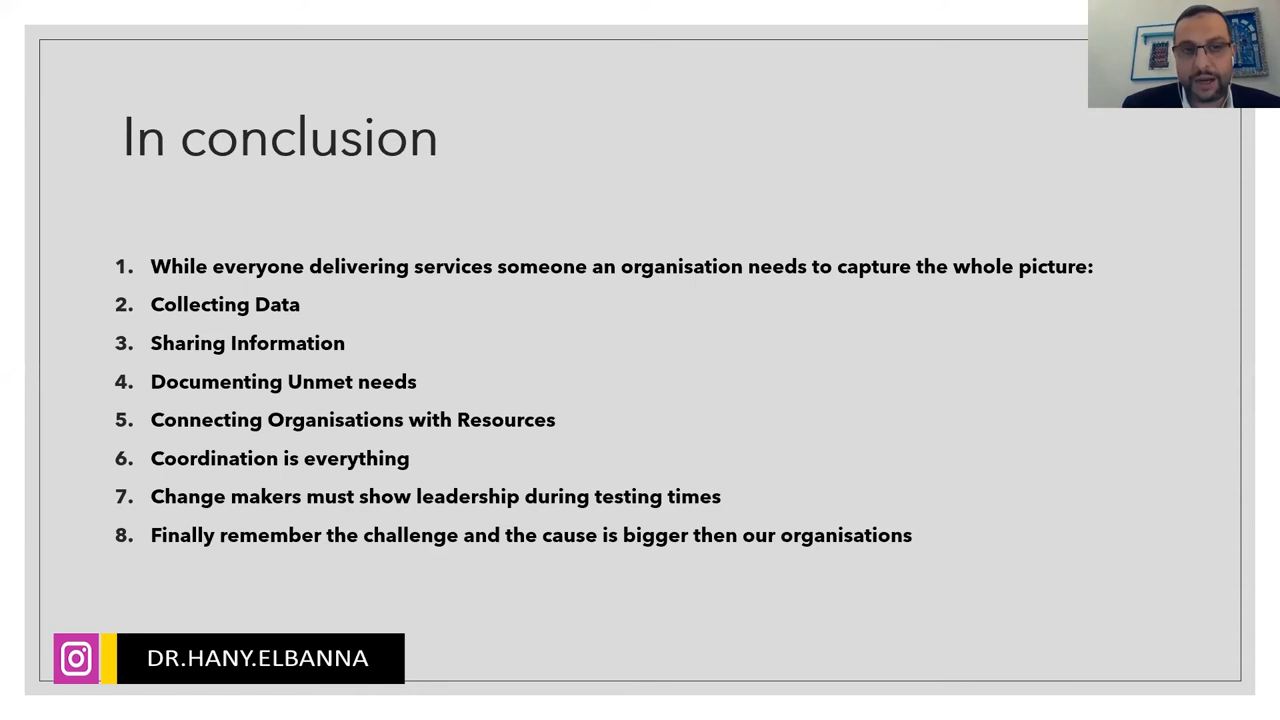 In conclusion
1. While everyone delivering services someone an organisation needs to capture the whole picture:
2. Collecting Data
3. Sharing Information
4. Documenting Unmet needs
5. Connecting Organisations with Resources
6. Coordination is everything
7. Change makers must show leadership during testing times
8. Finally remember the challenge and the cause is bigger then our organisations
DR.HANY.ELBANNA